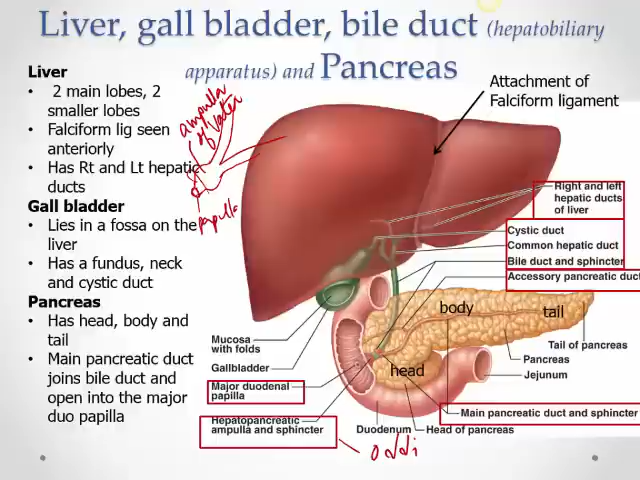 Liver, gall bladder, bile duct (hepatobiliary
apparatus) and Pancreas
Liver
• 2 main lobes, 2
smaller lobes
• Falciform lig seen
anteriorly
• Has Rt and Lt hepatic
ducts
Gall bladder
• Lies in a fossa on the
liver
• Has a fundus, neck
and cystic duct
Pancreas
• Has head, body and
tail
• Main pancreatic duct
joins bile duct and
open into the major
duo papilla
ampulla
of Vater
papilla
Attachment of
Falciform ligament
Right and left
hepatic ducts
of liver
Cystic duct
Common hepatic duct
Bile duct and sphincter
Accessory pancreatic duct
body
tail
head
Tail of pancreas
Pancreas
Jejunum
Main pancreatic duct and sphincter
Mucosa
with folds
Gallbladder
Major duodenal
papilla
Hepatopancreatic
ampulla and sphincter
Duodenum
Head of pancreas
oddi